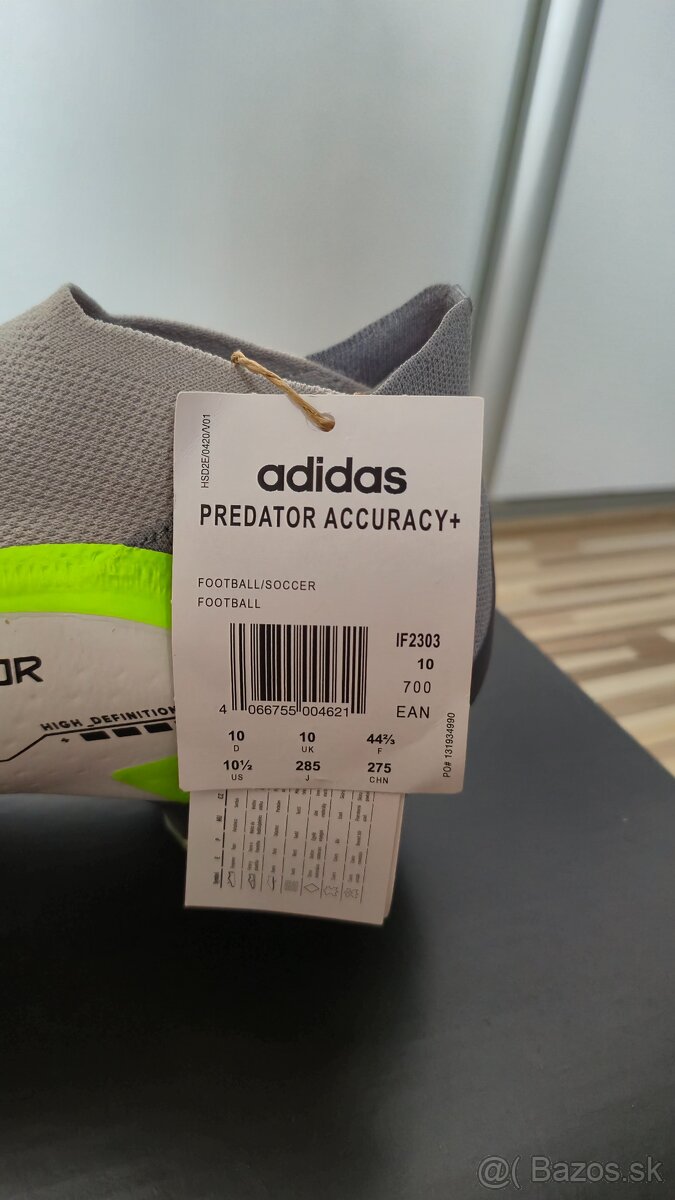 HSD2E/0420/V01
adidas
PREDATOR ACCURACY+
FOOTBALL/SOCCER
FOOTBALL
IF2303
10
700
4 066755 004621 EAN
10 10 44⅔
D UK F
10½ 285 275
US J CHN
PO# 131934990
OR
HIGH_DEFINITION
@( Bazos.sk